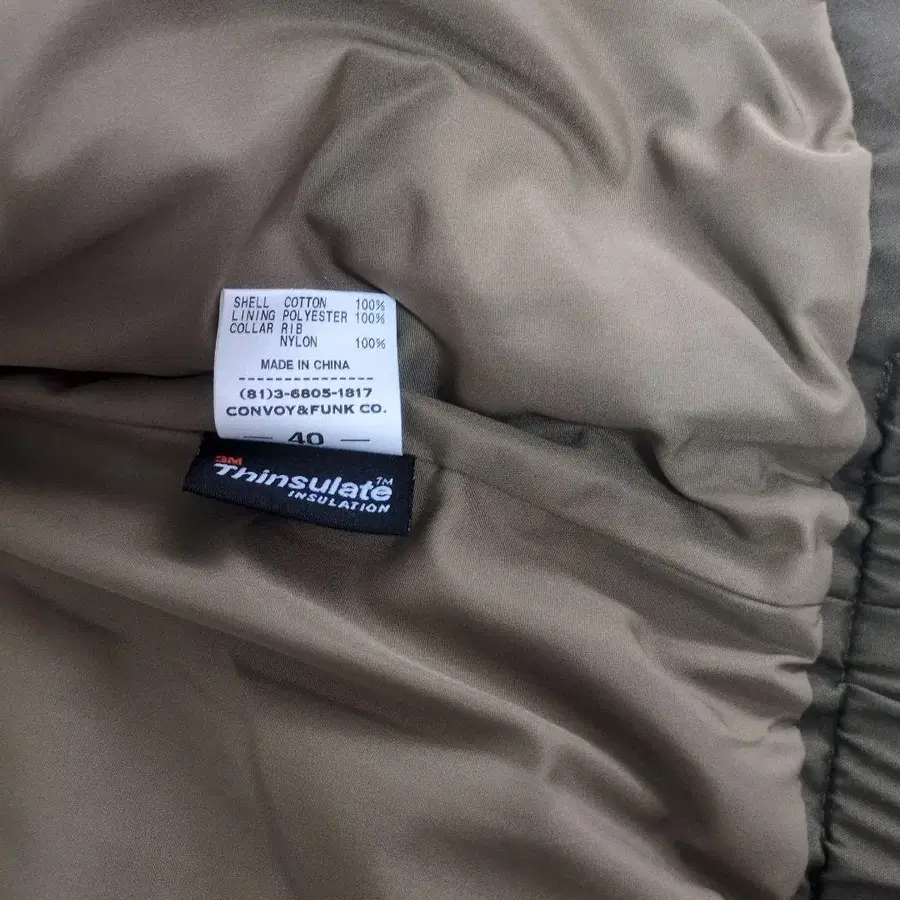 SHELL COTTON 100%
LINING POLYESTER 100%
COLLAR RIB
NYLON 100%
MADE IN CHINA
(81)3-6805-1817
CONVOY&FUNK CO.
— 40 —
3M
Thinsulate™
INSULATION